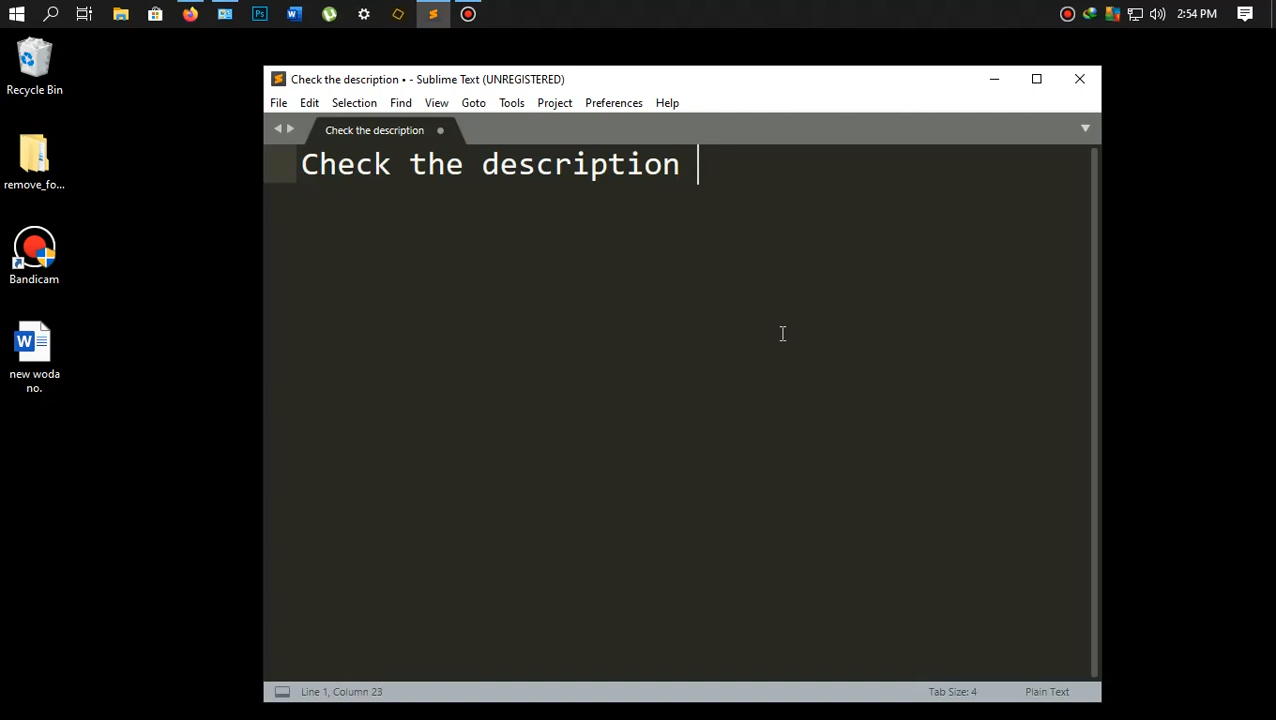 Ps
2:54 PM
Recycle Bin
remove_fo...
Bandicam
W
new woda
no.
Check the description • - Sublime Text (UNREGISTERED)
File Edit Selection Find View Goto Tools Project Preferences Help
Check the description
Check the description
Line 1, Column 23
Tab Size: 4
Plain Text